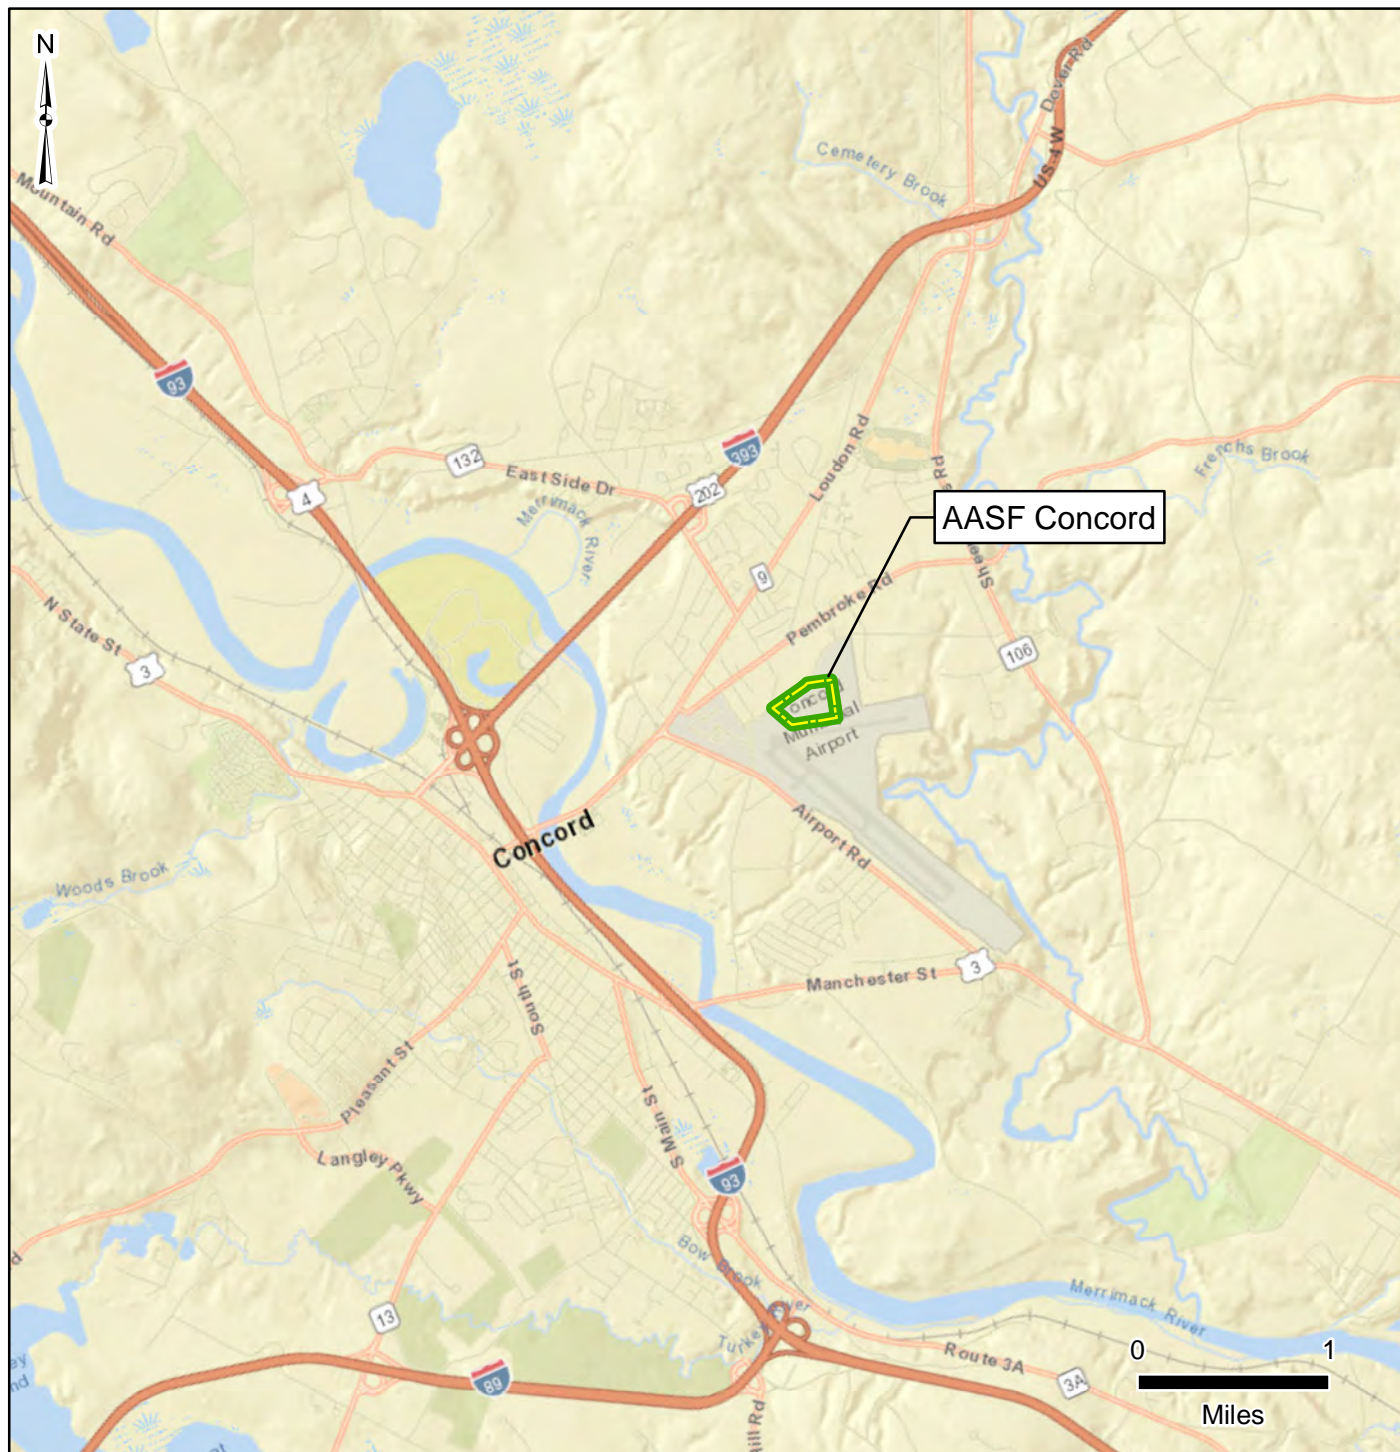 N
Dover Rd
US-4 W
Cemetery Brook
Mountain Rd
93
393
132
East Side Dr
202
4
Merrimack
River
Loudon Rd
Frenchs Brook
AASF Concord
9
Pembroke Rd
N State St
3
106
Municipal
Airport
Airport Rd
Concord
Woods Brook
Manchester St
3
South St
Pleasant St
S Main St
Langley Pkwy
93
Bow Brook
Merrimack River
13
Turkey River
Route 3A
3A
89
0
1
Miles